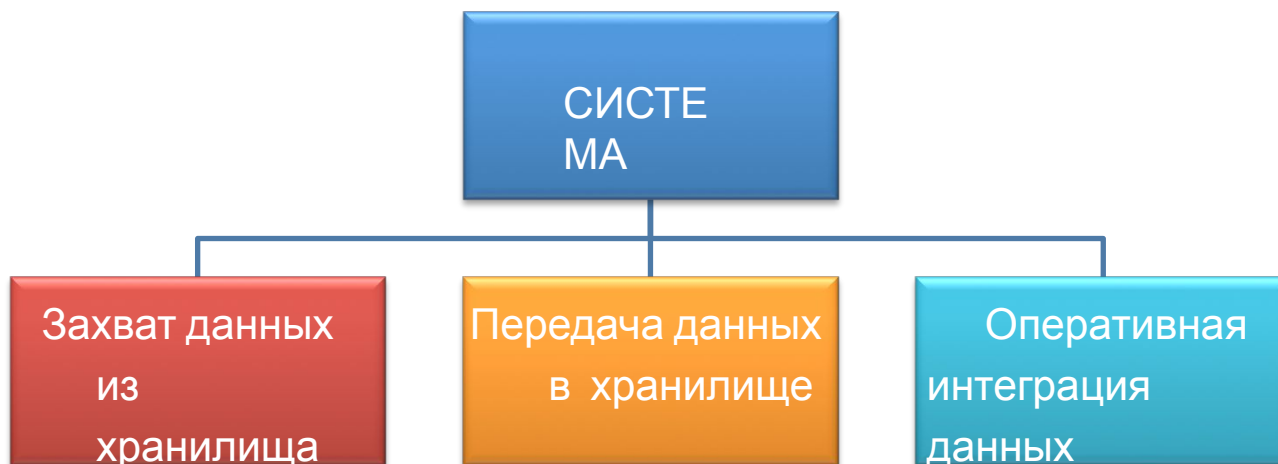 СИСТЕ
МА
Захват данных
из
хранилища
Передача данных
в хранилище
Оперативная
интеграция
данных